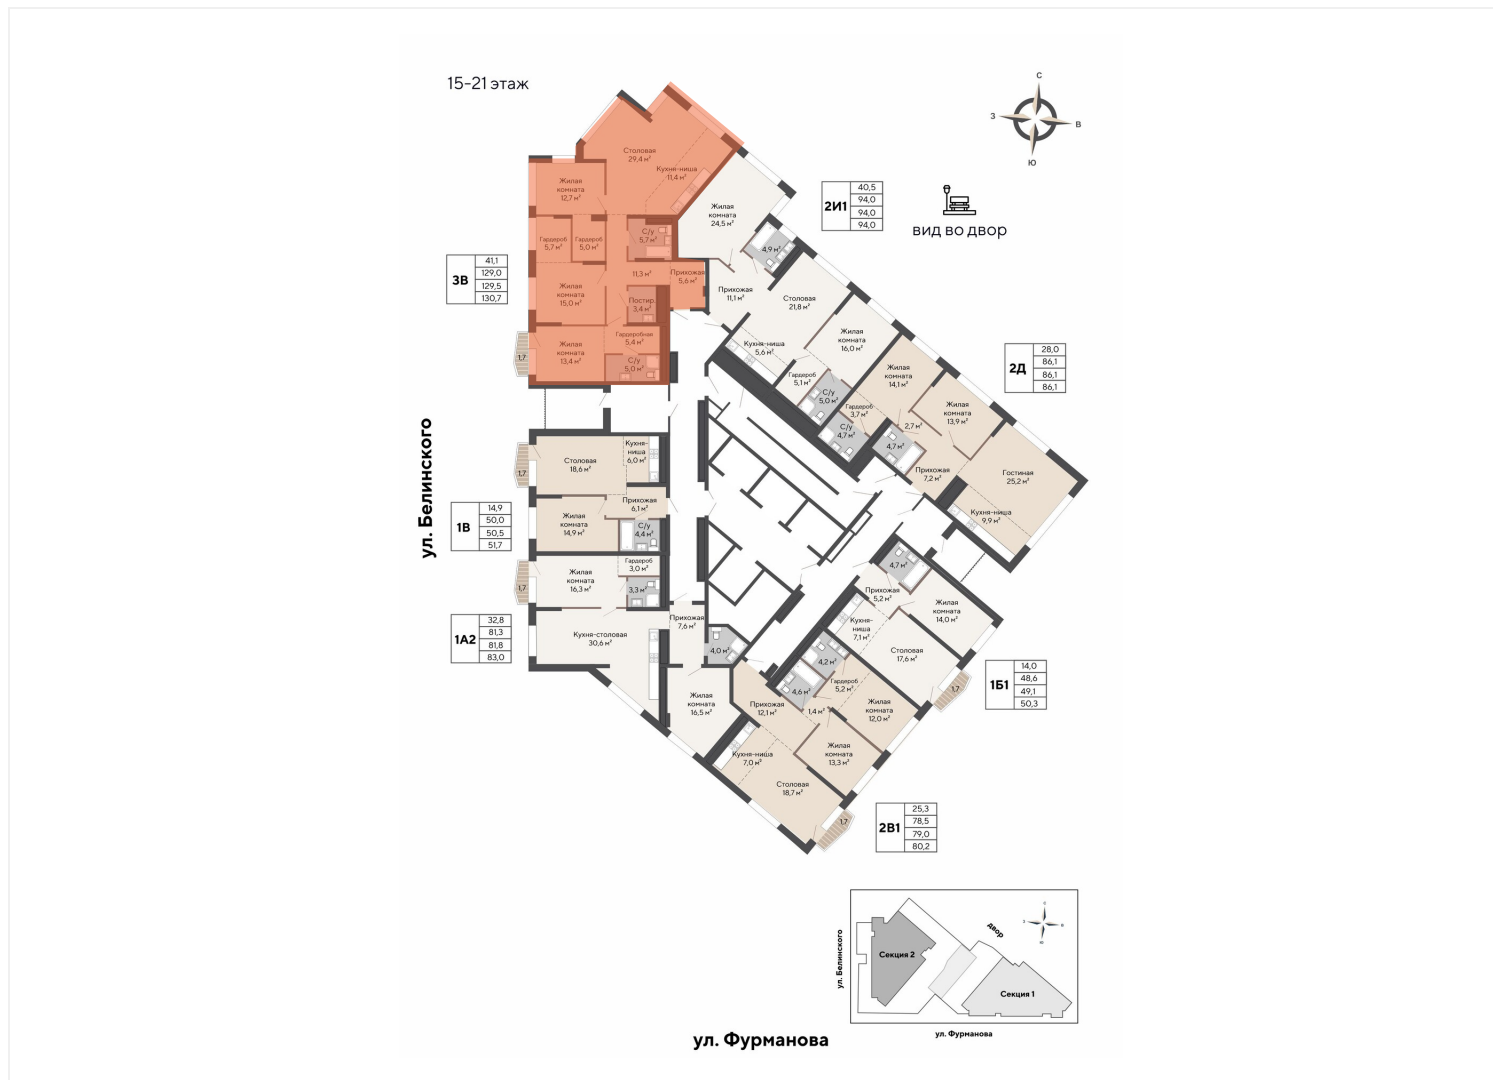 15-21 этаж
С
З
В
Ю
Столовая
29,4 м²
Кухня-ниша
11,4 м²
Жилая
комната
12,7 м²
Гардероб
5,7 м²
Гардероб
5,0 м²
С/у
5,7 м²
11,3 м²
Прихожая
5,6 м²
Жилая
комната
15,0 м²
Постир.
3,4 м²
Жилая
комната
13,4 м²
Гардеробная
5,4 м²
С/у
5,0 м²
1,7
3В
41,1
129,0
129,5
130,7
Жилая
комната
24,5 м²
4,9 м²
Прихожая
11,1 м²
Столовая
21,8 м²
Кухня-ниша
5,6 м²
Жилая
комната
16,0 м²
Гардероб
5,1 м²
С/у
5,0 м²
2И1
40,5
94,0
94,0
94,0
вид во двор
Жилая
комната
14,1 м²
Гардероб
3,7 м²
С/у
4,7 м²
2,7 м²
4,7 м²
Жилая
комната
13,9 м²
Прихожая
7,2 м²
Гостиная
25,2 м²
Кухня-ниша
9,9 м²
2Д
28,0
86,1
86,1
86,1
ул. Белинского
Столовая
18,6 м²
Кухня-
ниша
6,0 м²
1,7
Прихожая
6,1 м²
Жилая
комната
14,9 м²
С/у
4,4 м²
1В
14,9
50,0
50,5
51,7
Жилая
комната
16,3 м²
Гардероб
3,0 м²
3,3 м²
1,7
Кухня-столовая
30,6 м²
Прихожая
7,6 м²
4,0 м²
Жилая
комната
16,5 м²
1А2
32,8
81,3
81,8
83,0
4,7 м²
Прихожая
5,2 м²
Жилая
комната
14,0 м²
Кухня-
ниша
7,1 м²
Столовая
17,6 м²
1,7
1Б1
14,0
48,6
49,1
50,3
4,2 м²
4,6 м²
Гардероб
5,2 м²
1,4 м²
Прихожая
12,1 м²
Жилая
комната
12,0 м²
Жилая
комната
13,3 м²
Кухня-ниша
7,0 м²
Столовая
18,7 м²
1,7
2В1
25,3
78,5
79,0
80,2
двор
Секция 2
Секция 1
ул. Белинского
С
З
В
Ю
ул. Фурманова
ул. Фурманова